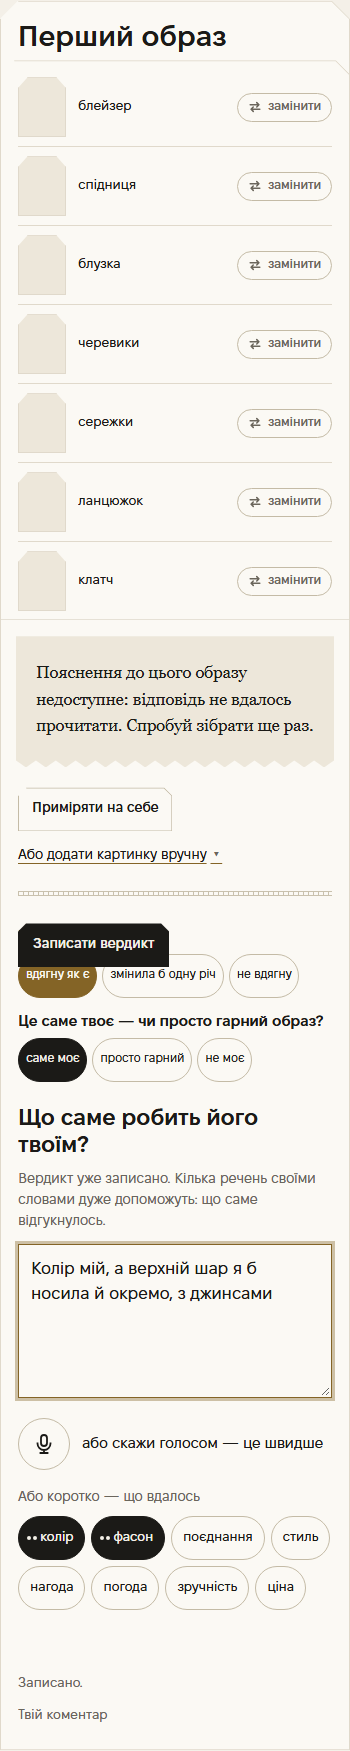 Перший образ
блейзер
замінити
спідниця
замінити
блузка
замінити
черевики
замінити
сережки
замінити
ланцюжок
замінити
клатч
замінити
Пояснення до цього образу
недоступне: відповідь не вдалось
прочитати. Спробуй зібрати ще раз.
Приміряти на себе
Або додати картинку вручну
Записати вердикт
вдягну як є
змінила б одну річ
не вдягну
Це саме твоє — чи просто гарний образ?
саме моє
просто гарний
не моє
Що саме робить його
твоїм?
Вердикт уже записано. Кілька речень своїми
словами дуже допоможуть: що саме
відгукнулось.
Колір мій, а верхній шар я б
носила й окремо, з джинсами
або скажи голосом — це швидше
Або коротко — що вдалось
колір
фасон
поєднання
стиль
нагода
погода
зручність
ціна
Записано.
Твій коментар